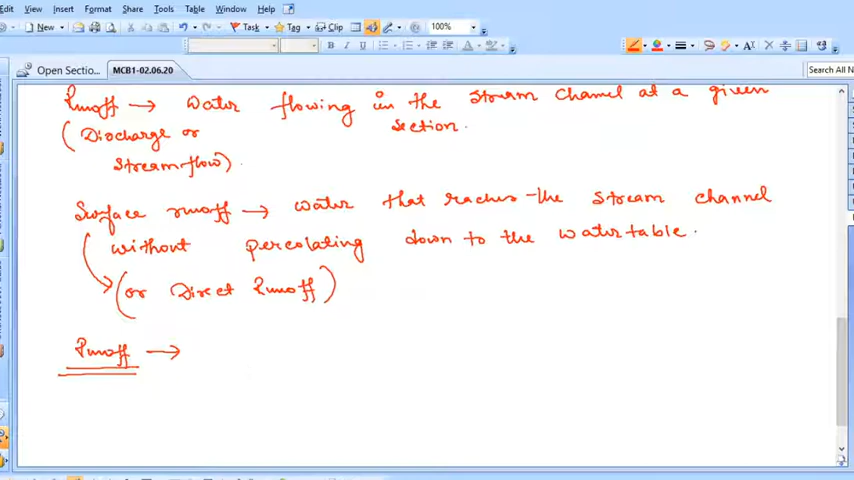 Edit View Insert Format Share Tools Table Window Help
New Task Tag Clip 100%
B I U
Open Sectio... MCB1-02.06.20 Search All N
Runoff → Water flowing in the stream channel at a given
(Discharge or section.
Streamflow).
Surface runoff → Water that reaches the stream channel
without percolating down to the watertable.
(or Direct Runoff)
Runoff →